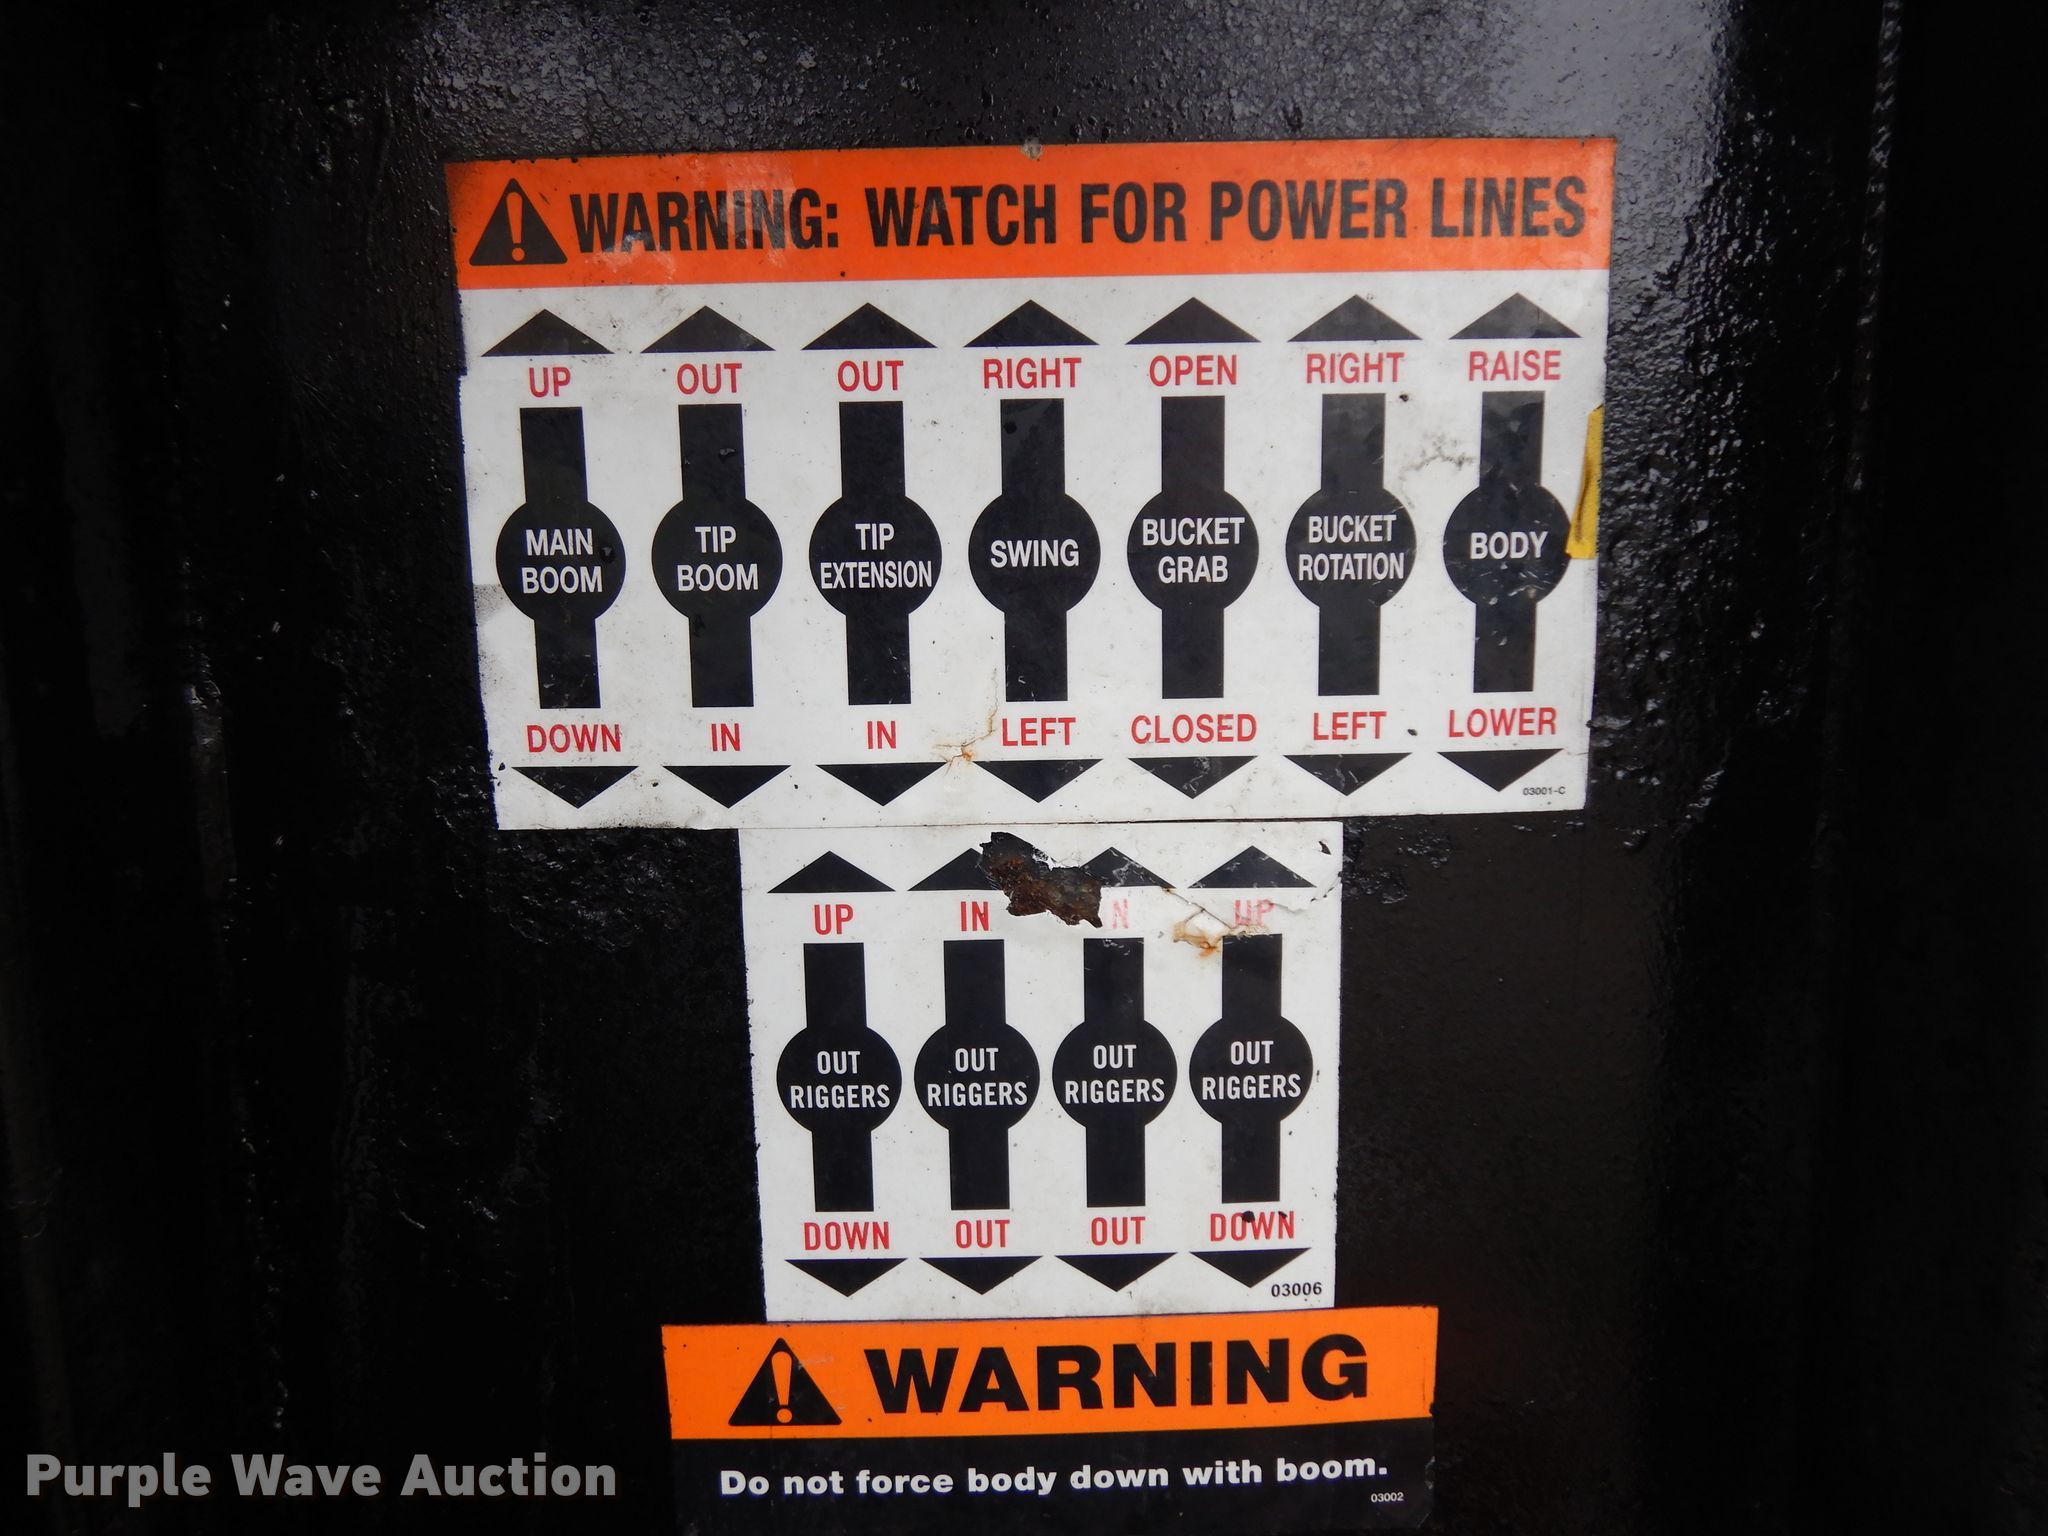 WARNING: WATCH FOR POWER LINES
UP OUT OUT RIGHT OPEN RIGHT RAISE
MAIN BOOM TIP BOOM TIP EXTENSION SWING BUCKET GRAB BUCKET ROTATION BODY
DOWN IN IN LEFT CLOSED LEFT LOWER
03001-C
UP IN N UP
OUT RIGGERS OUT RIGGERS OUT RIGGERS OUT RIGGERS
DOWN OUT OUT DOWN
03006
WARNING
Do not force body down with boom.
03002
Purple Wave Auction